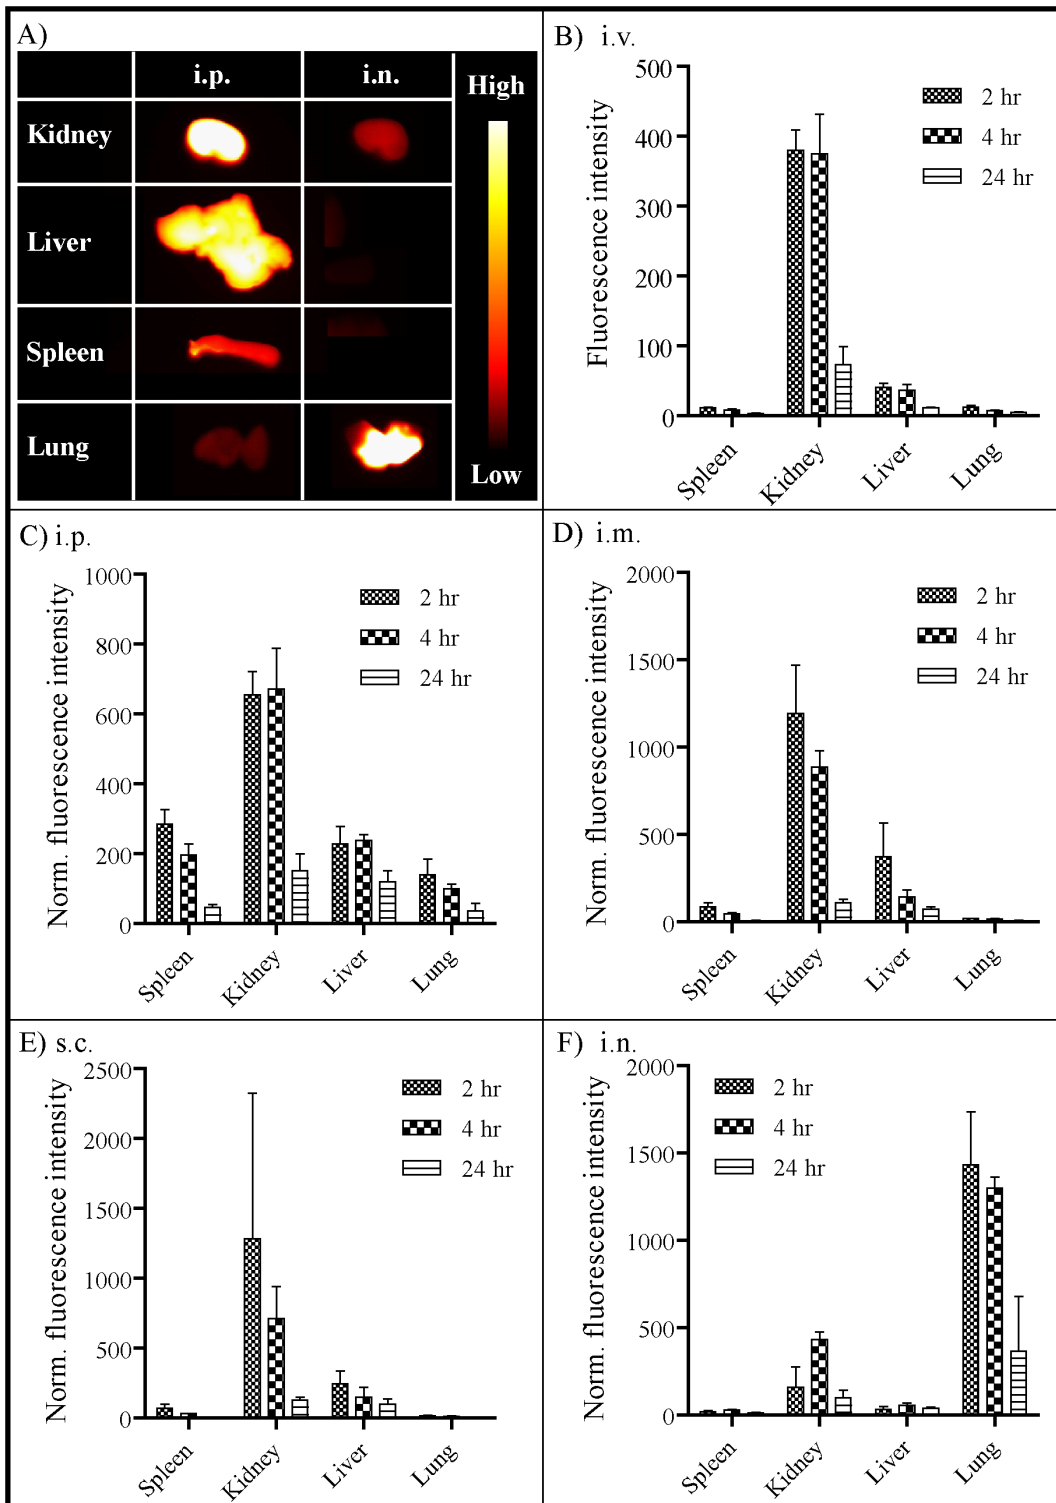 A)
i.p. i.n.
High
Kidney
Liver
Spleen
Lung
Low
B) i.v.
Fluorescence intensity
500
400
300
200
100
0
2 hr
4 hr
24 hr
Spleen Kidney Liver Lung
C) i.p.
Norm. fluorescence intensity
1000
800
600
400
200
0
2 hr
4 hr
24 hr
Spleen Kidney Liver Lung
D) i.m.
Norm. fluorescence intensity
2000
1500
1000
500
0
2 hr
4 hr
24 hr
Spleen Kidney Liver Lung
E) s.c.
Norm. fluorescence intensity
2500
2000
1500
1000
500
0
2 hr
4 hr
24 hr
Spleen Kidney Liver Lung
F) i.n.
Norm. fluorescence intensity
2000
1500
1000
500
0
2 hr
4 hr
24 hr
Spleen Kidney Liver Lung